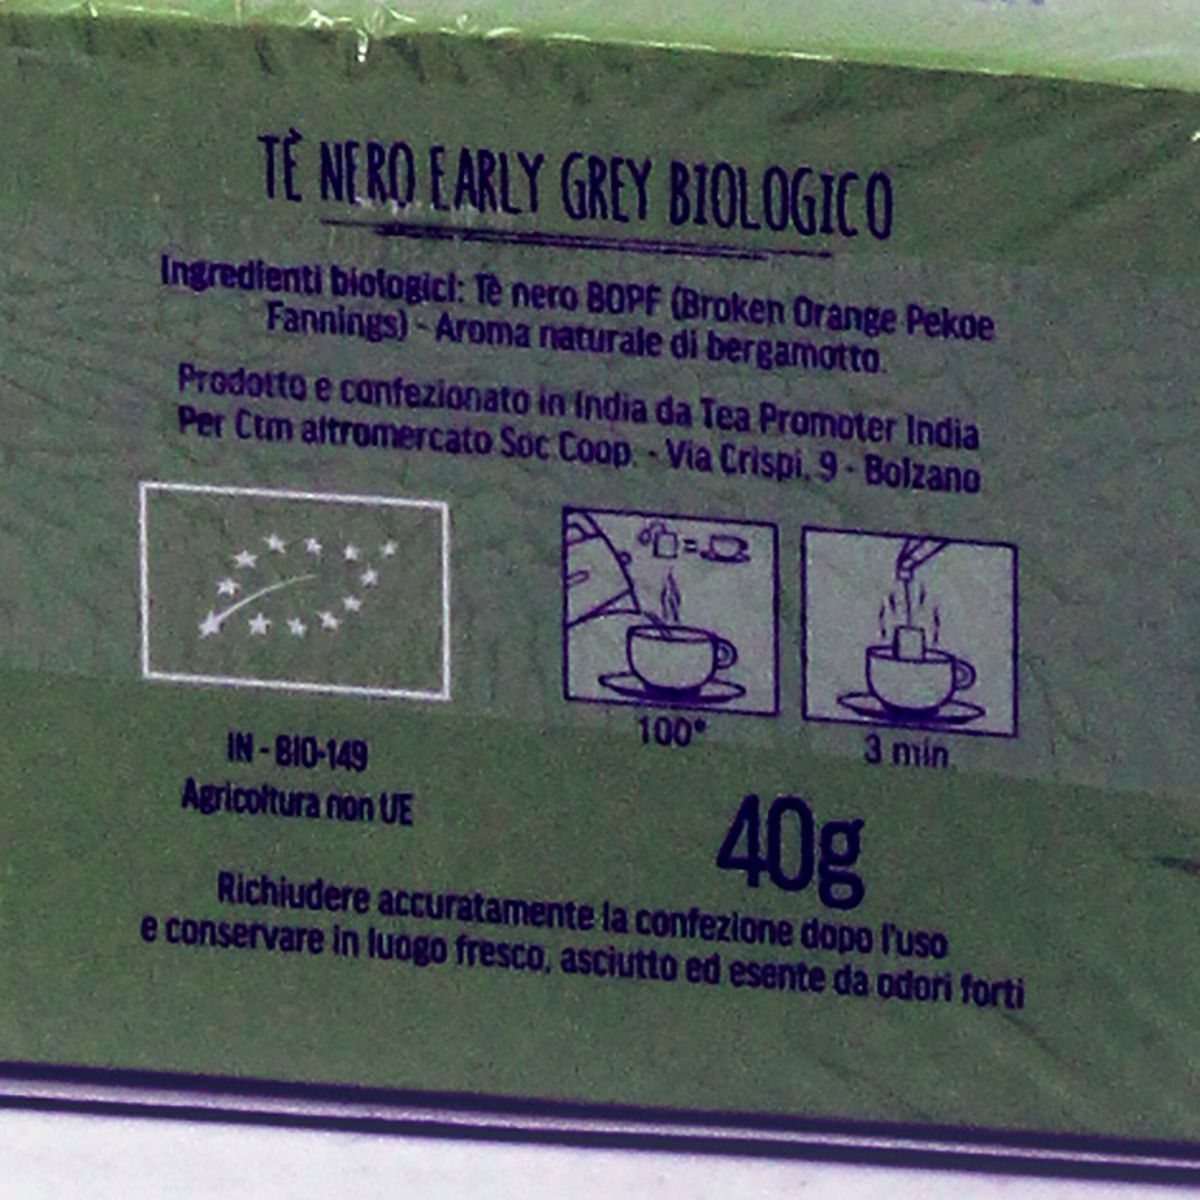 TÈ NERO EARLY GREY BIOLOGICO
Ingredienti biologici: Tè nero BOPF (Broken Orange Pekoe
Fannings) - Aroma naturale di bergamotto.
Prodotto e confezionato in India da Tea Promoter India
Per Ctm altromercato Soc Coop. - Via Crispi, 9 - Bolzano
100°
3 min
IN - BIO-149
Agricoltura non UE
40g
Richiudere accuratamente la confezione dopo l'uso
e conservare in luogo fresco, asciutto ed esente da odori forti